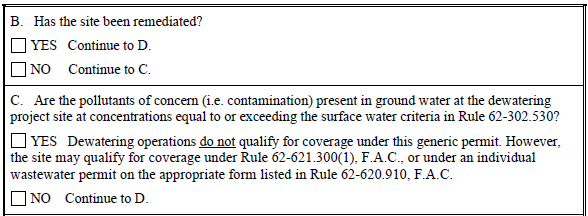 B. Has the site been remediated?
YES Continue to D.
NO Continue to C.
C. Are the pollutants of concern (i.e. contamination) present in ground water at the dewatering
project site at concentrations equal to or exceeding the surface water criteria in Rule 62-302.530?
YES Dewatering operations do not qualify for coverage under this generic permit. However,
the site may qualify for coverage under Rule 62-621.300(1), F.A.C., or under an individual
wastewater permit on the appropriate form listed in Rule 62-620.910, F.A.C.
NO Continue to D.